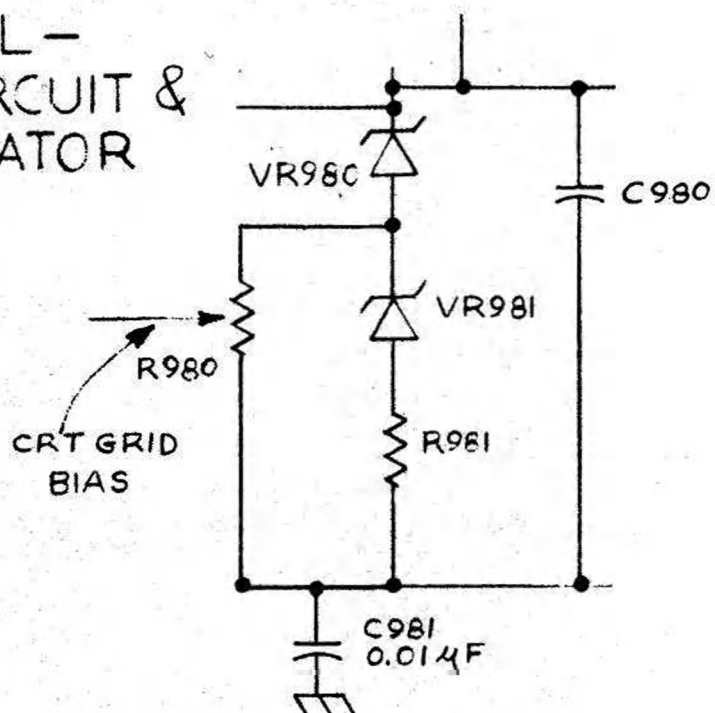 L-
RCUIT &
ATOR
VR980
C980
VR981
R980
CRT GRID
BIAS
R981
C981
0.01µF